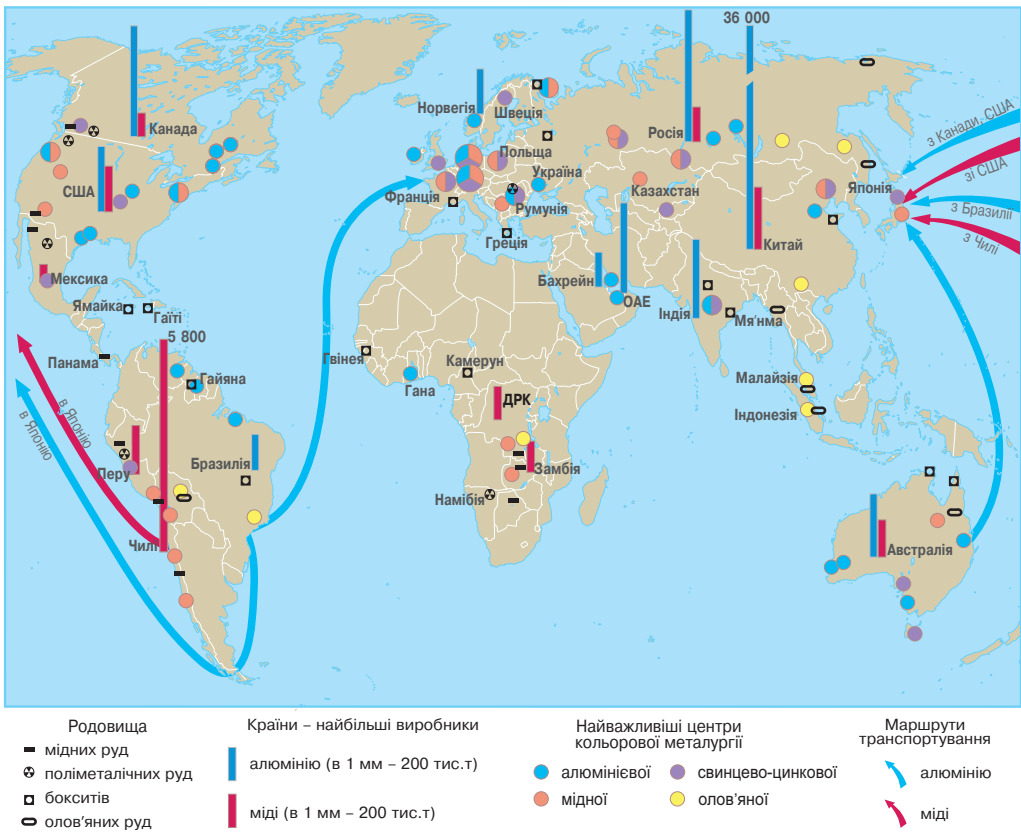 36 000
Канада
США
Мексика
Ямайка
Гаїті
Панама
5 800
Гайяна
в Японію
в Японію
Перу
Бразилія
Чилі
Норвегія
Швеція
Польща
Україна
Франція
Румунія
Греція
Росія
Казахстан
Китай
Японія
з Канади, США
зі США
з Бразилії
з Чилі
Бахрейн
ОАЕ
Індія
М'янма
Малайзія
Індонезія
Гвінея
Гана
Камерун
ДРК
Замбія
Намібія
Австралія
Родовища
мідних руд
поліметалічних руд
бокситів
олов'яних руд
Країни – найбільші виробники
алюмінію (в 1 мм – 200 тис.т)
міді (в 1 мм – 200 тис.т)
Найважливіші центри
кольорової металургії
алюмінієвої
свинцево-цинкової
мідної
олов'яної
Маршрути
транспортування
алюмінію
міді